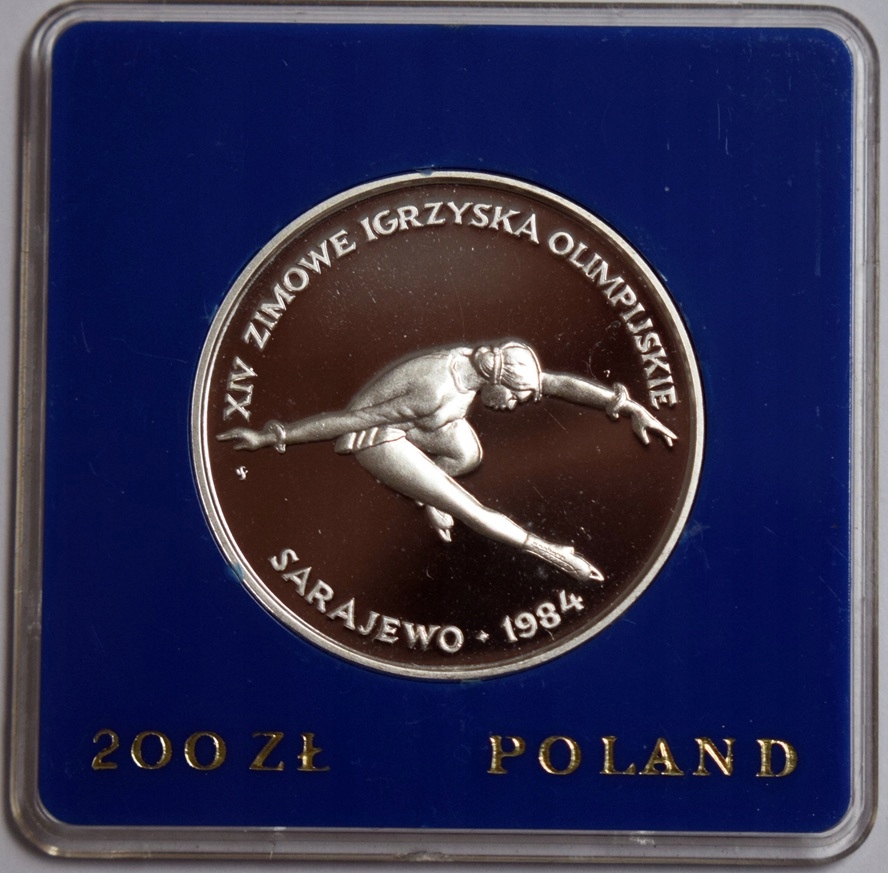 XIV ZIMOWE IGRZYSKA OLIMPIJSKIE
SARAJEWO · 1984
200 ZŁ POLAND